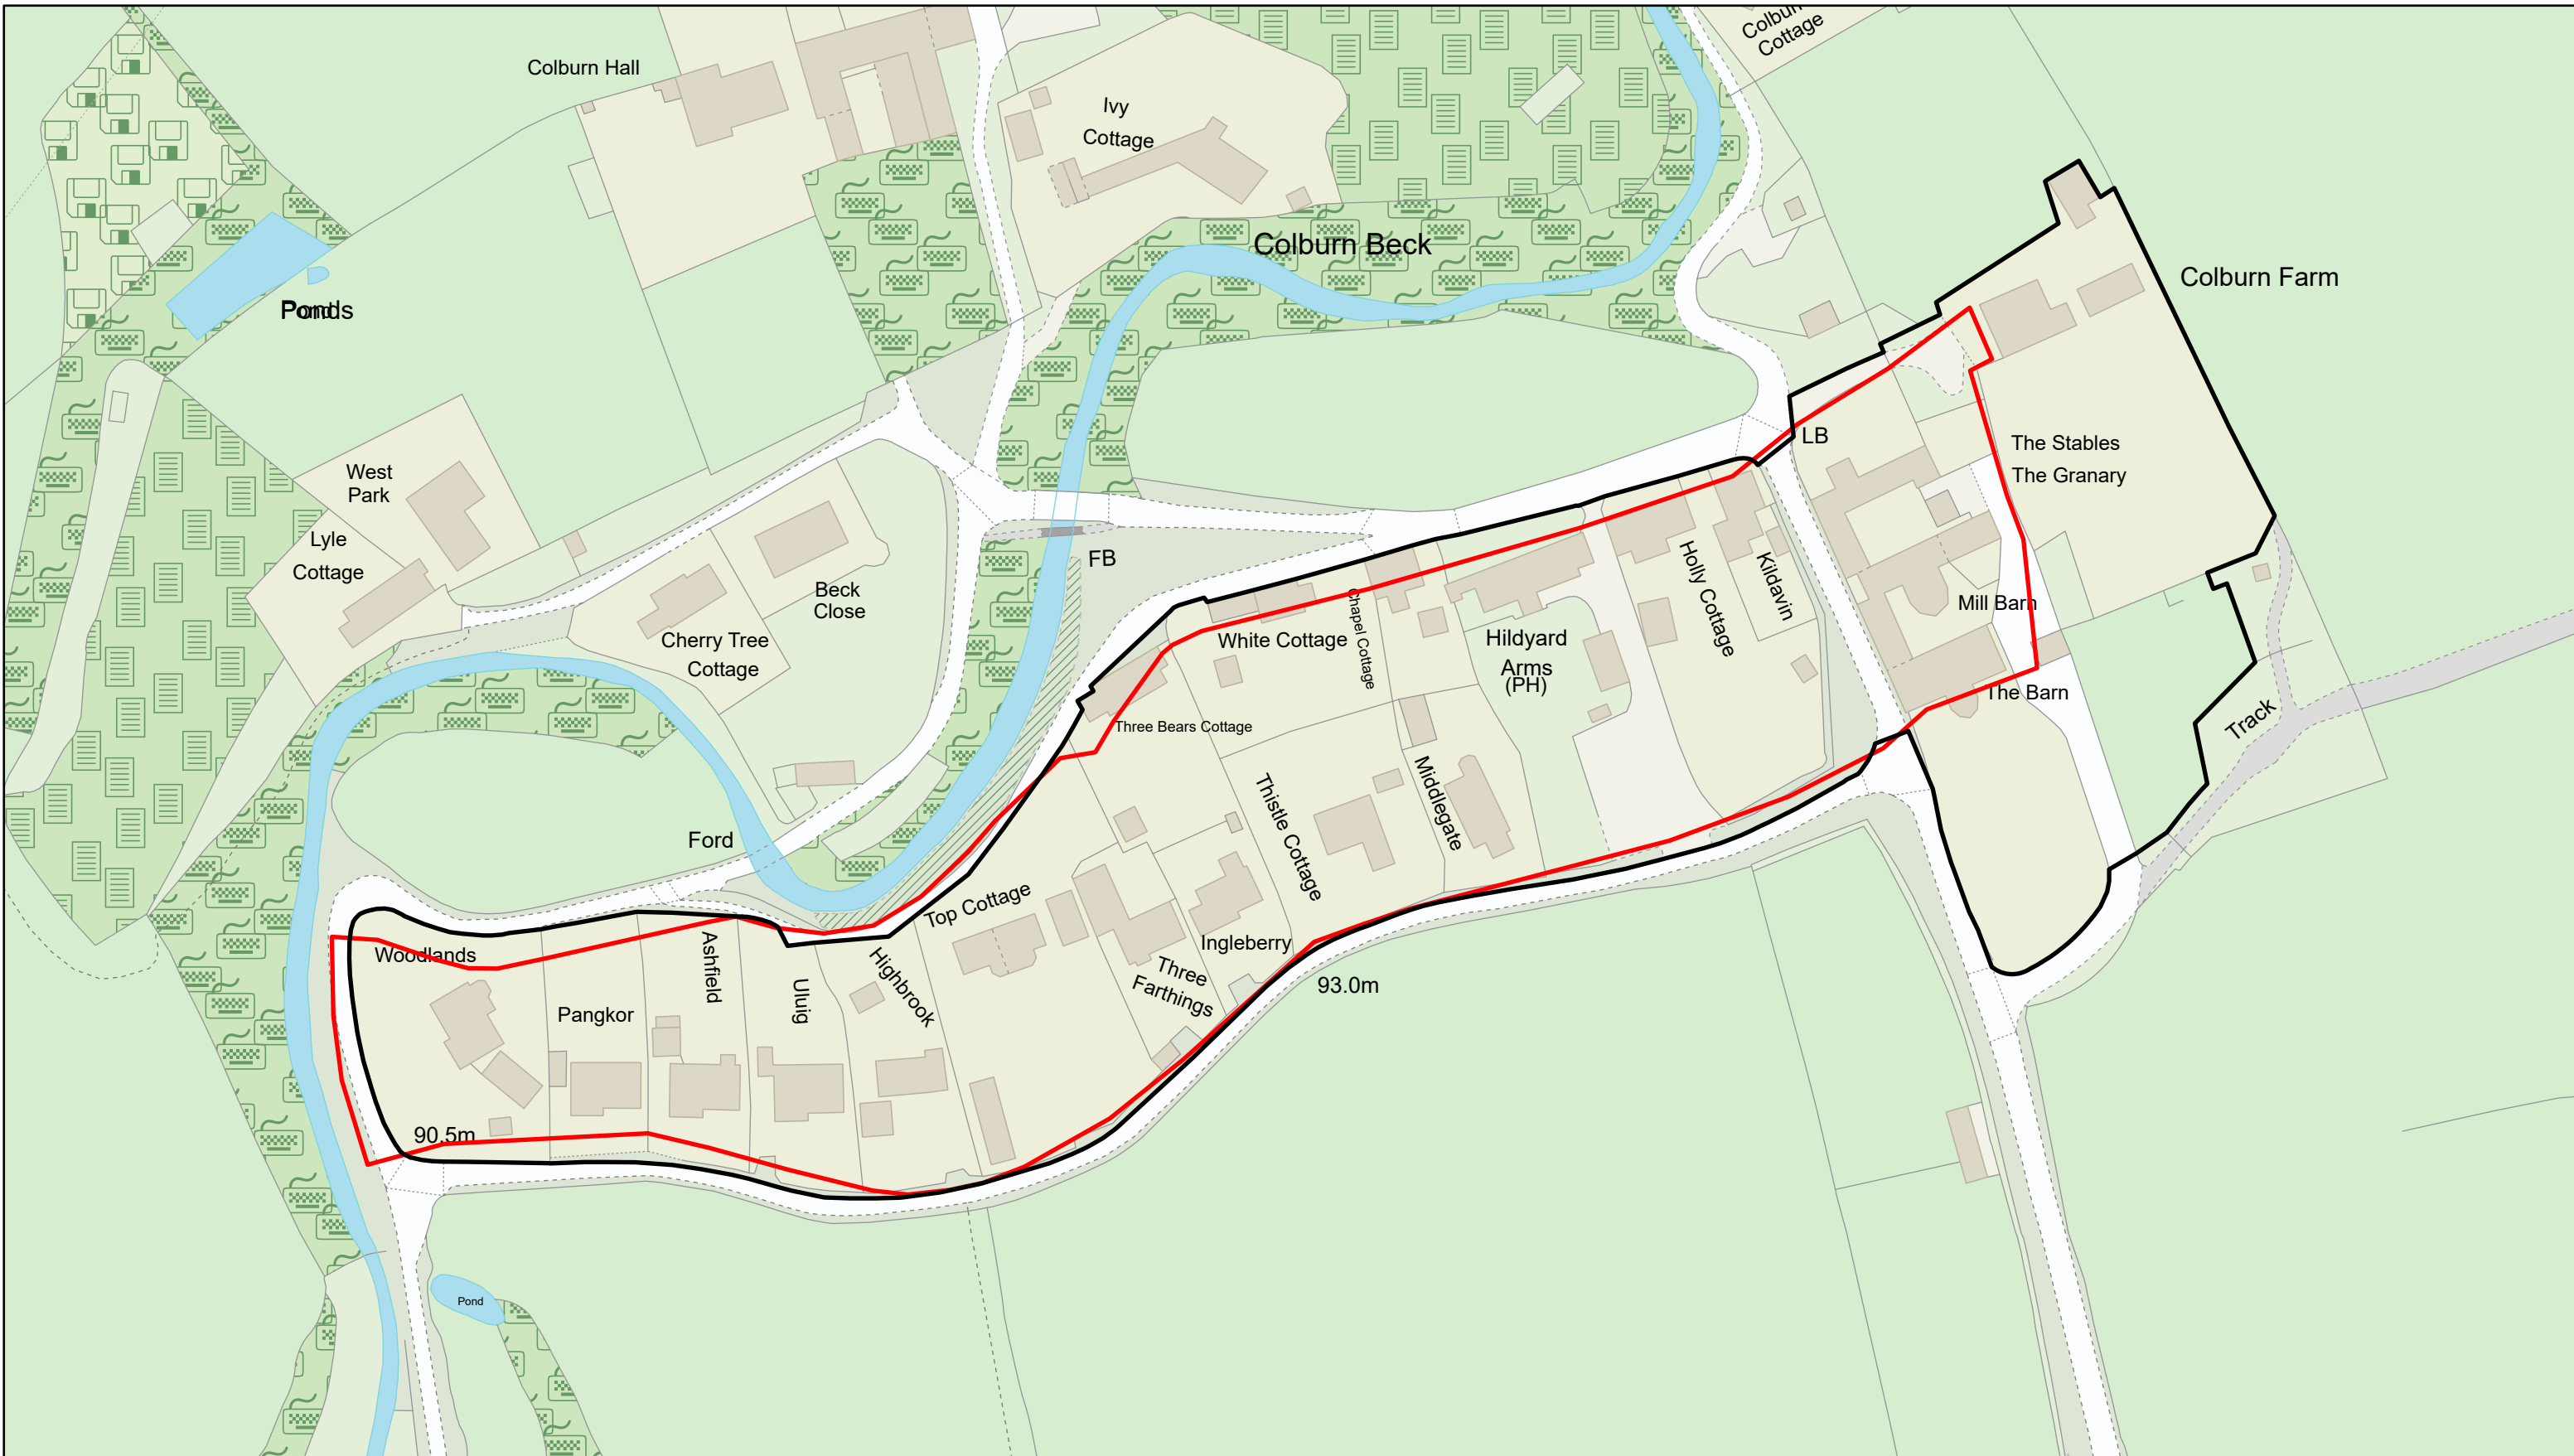 Colburn Hall
Ivy
Cottage
Cottage
Colburn Beck
Colburn Farm
Ponds
Pond
West
Park
Lyle
Cottage
LB
The Stables
The Granary
FB
Beck
Close
Cherry Tree
Cottage
White Cottage
Chapel Cottage
Hildyard
Arms
(PH)
Holly Cottage
Kildavin
Mill Barn
The Barn
Track
Three Bears Cottage
Thistle Cottage
Middlegate
Ford
Top Cottage
Ingleberry
Three
Farthings
93.0m
Woodlands
Ashfield
Uluig
Highbrook
Pangkor
90.5m
Pond